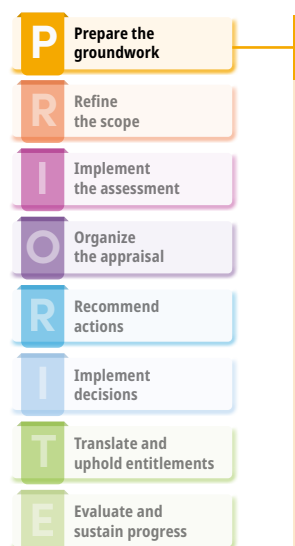 P
Prepare the
groundwork
R
Refine
the scope
I
Implement
the assessment
O
Organize
the appraisal
R
Recommend
actions
I
Implement
decisions
T
Translate and
uphold entitlements
E
Evaluate and
sustain progress